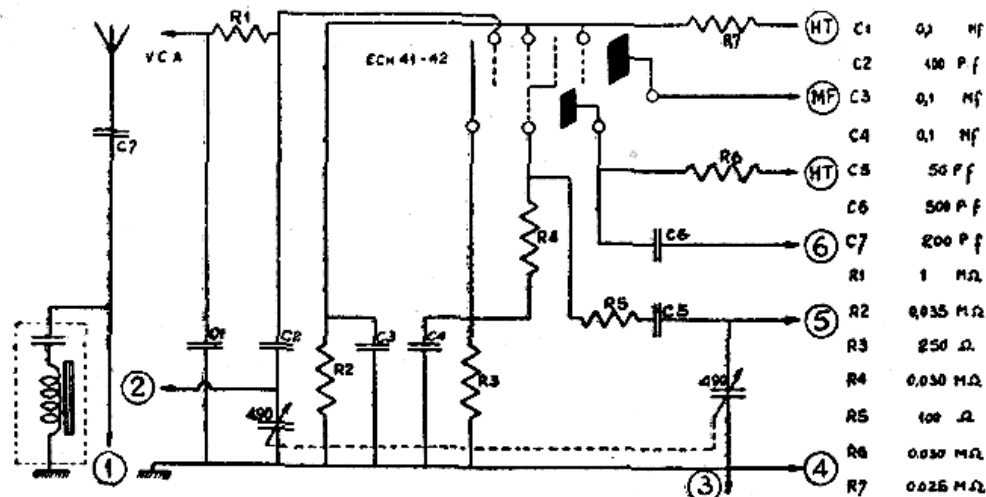 R1
VCA
ECH 41-42
R7
HT
C7
MF
R6
HT
R4
C6
6
R5
C5
5
C1
C2
C3
C4
R2
R3
2
490
490
1
3
4
C1 0,1 Mf
C2 100 Pf
C3 0,1 Mf
C4 0,1 Mf
C5 50 Pf
C6 500 Pf
C7 200 Pf
R1 1 MΩ
R2 0,035 MΩ
R3 250 Ω
R4 0,030 MΩ
R5 100 Ω
R6 0.030 MΩ
R7 0.025 MΩ